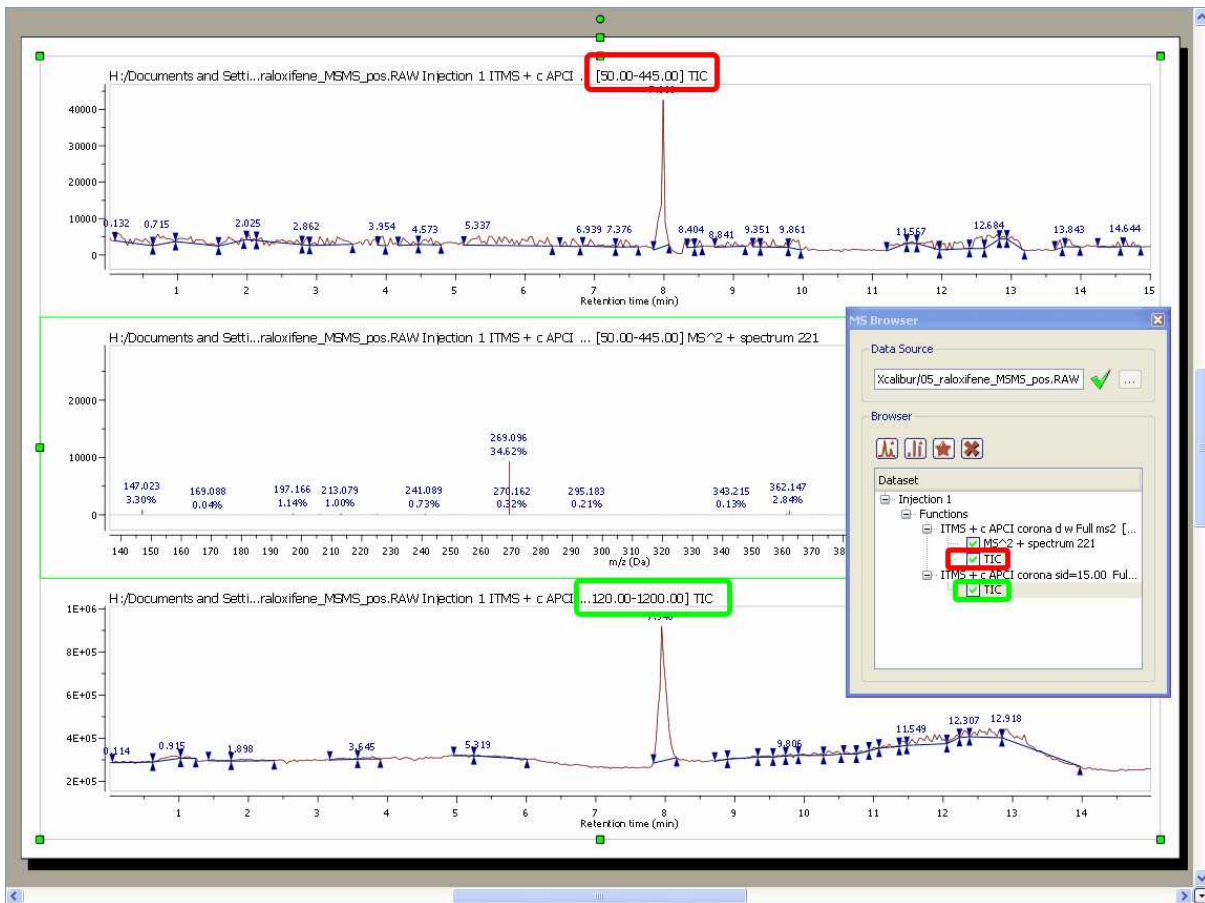 H:/Documents and Setti...raloxifene_MSMS_pos.RAW Injection 1 ITMS + c APCI ... [50.00-445.00] TIC
40000
30000
20000
10000
0
0.132 0.715 2.025 2.862 3.954 4.573 5.337 6.939 7.376 8.404 8.841 9.351 9.861 11.567 12.684 13.843 14.644
1 2 3 4 5 6 7 8 9 10 11 12 13 14 15
Retention time (min)
H:/Documents and Setti...raloxifene_MSMS_pos.RAW Injection 1 ITMS + c APCI ... [50.00-445.00] MS^2 + spectrum 221
20000
10000
0
147.023 169.088 197.166 213.079 241.089 269.096 270.162 295.183 343.215 362.147
3.30% 0.04% 1.14% 1.00% 0.73% 34.62% 0.32% 0.21% 0.13% 2.84%
140 150 160 170 180 190 200 210 220 230 240 250 260 270 280 290 300 310 320 330 340 350 360 370
m/z (Da)
H:/Documents and Setti...raloxifene_MSMS_pos.RAW Injection 1 ITMS + c APCI ...120.00-1200.00] TIC
1E+06
8E+05
6E+05
4E+05
2E+05
0.114 0.915 1.898 3.645 5.319 9.806 11.549 12.307 12.918
1 2 3 4 5 6 7 8 9 10 11 12 13 14
Retention time (min)
MS Browser
Data Source
Xcalibur/05_raloxifene_MSMS_pos.RAW
...
Browser
Dataset
Injection 1
Functions
ITMS + c APCI corona d w Full ms2 [...
MS^2 + spectrum 221
TIC
ITMS + c APCI corona sid=15.00 Ful...
TIC